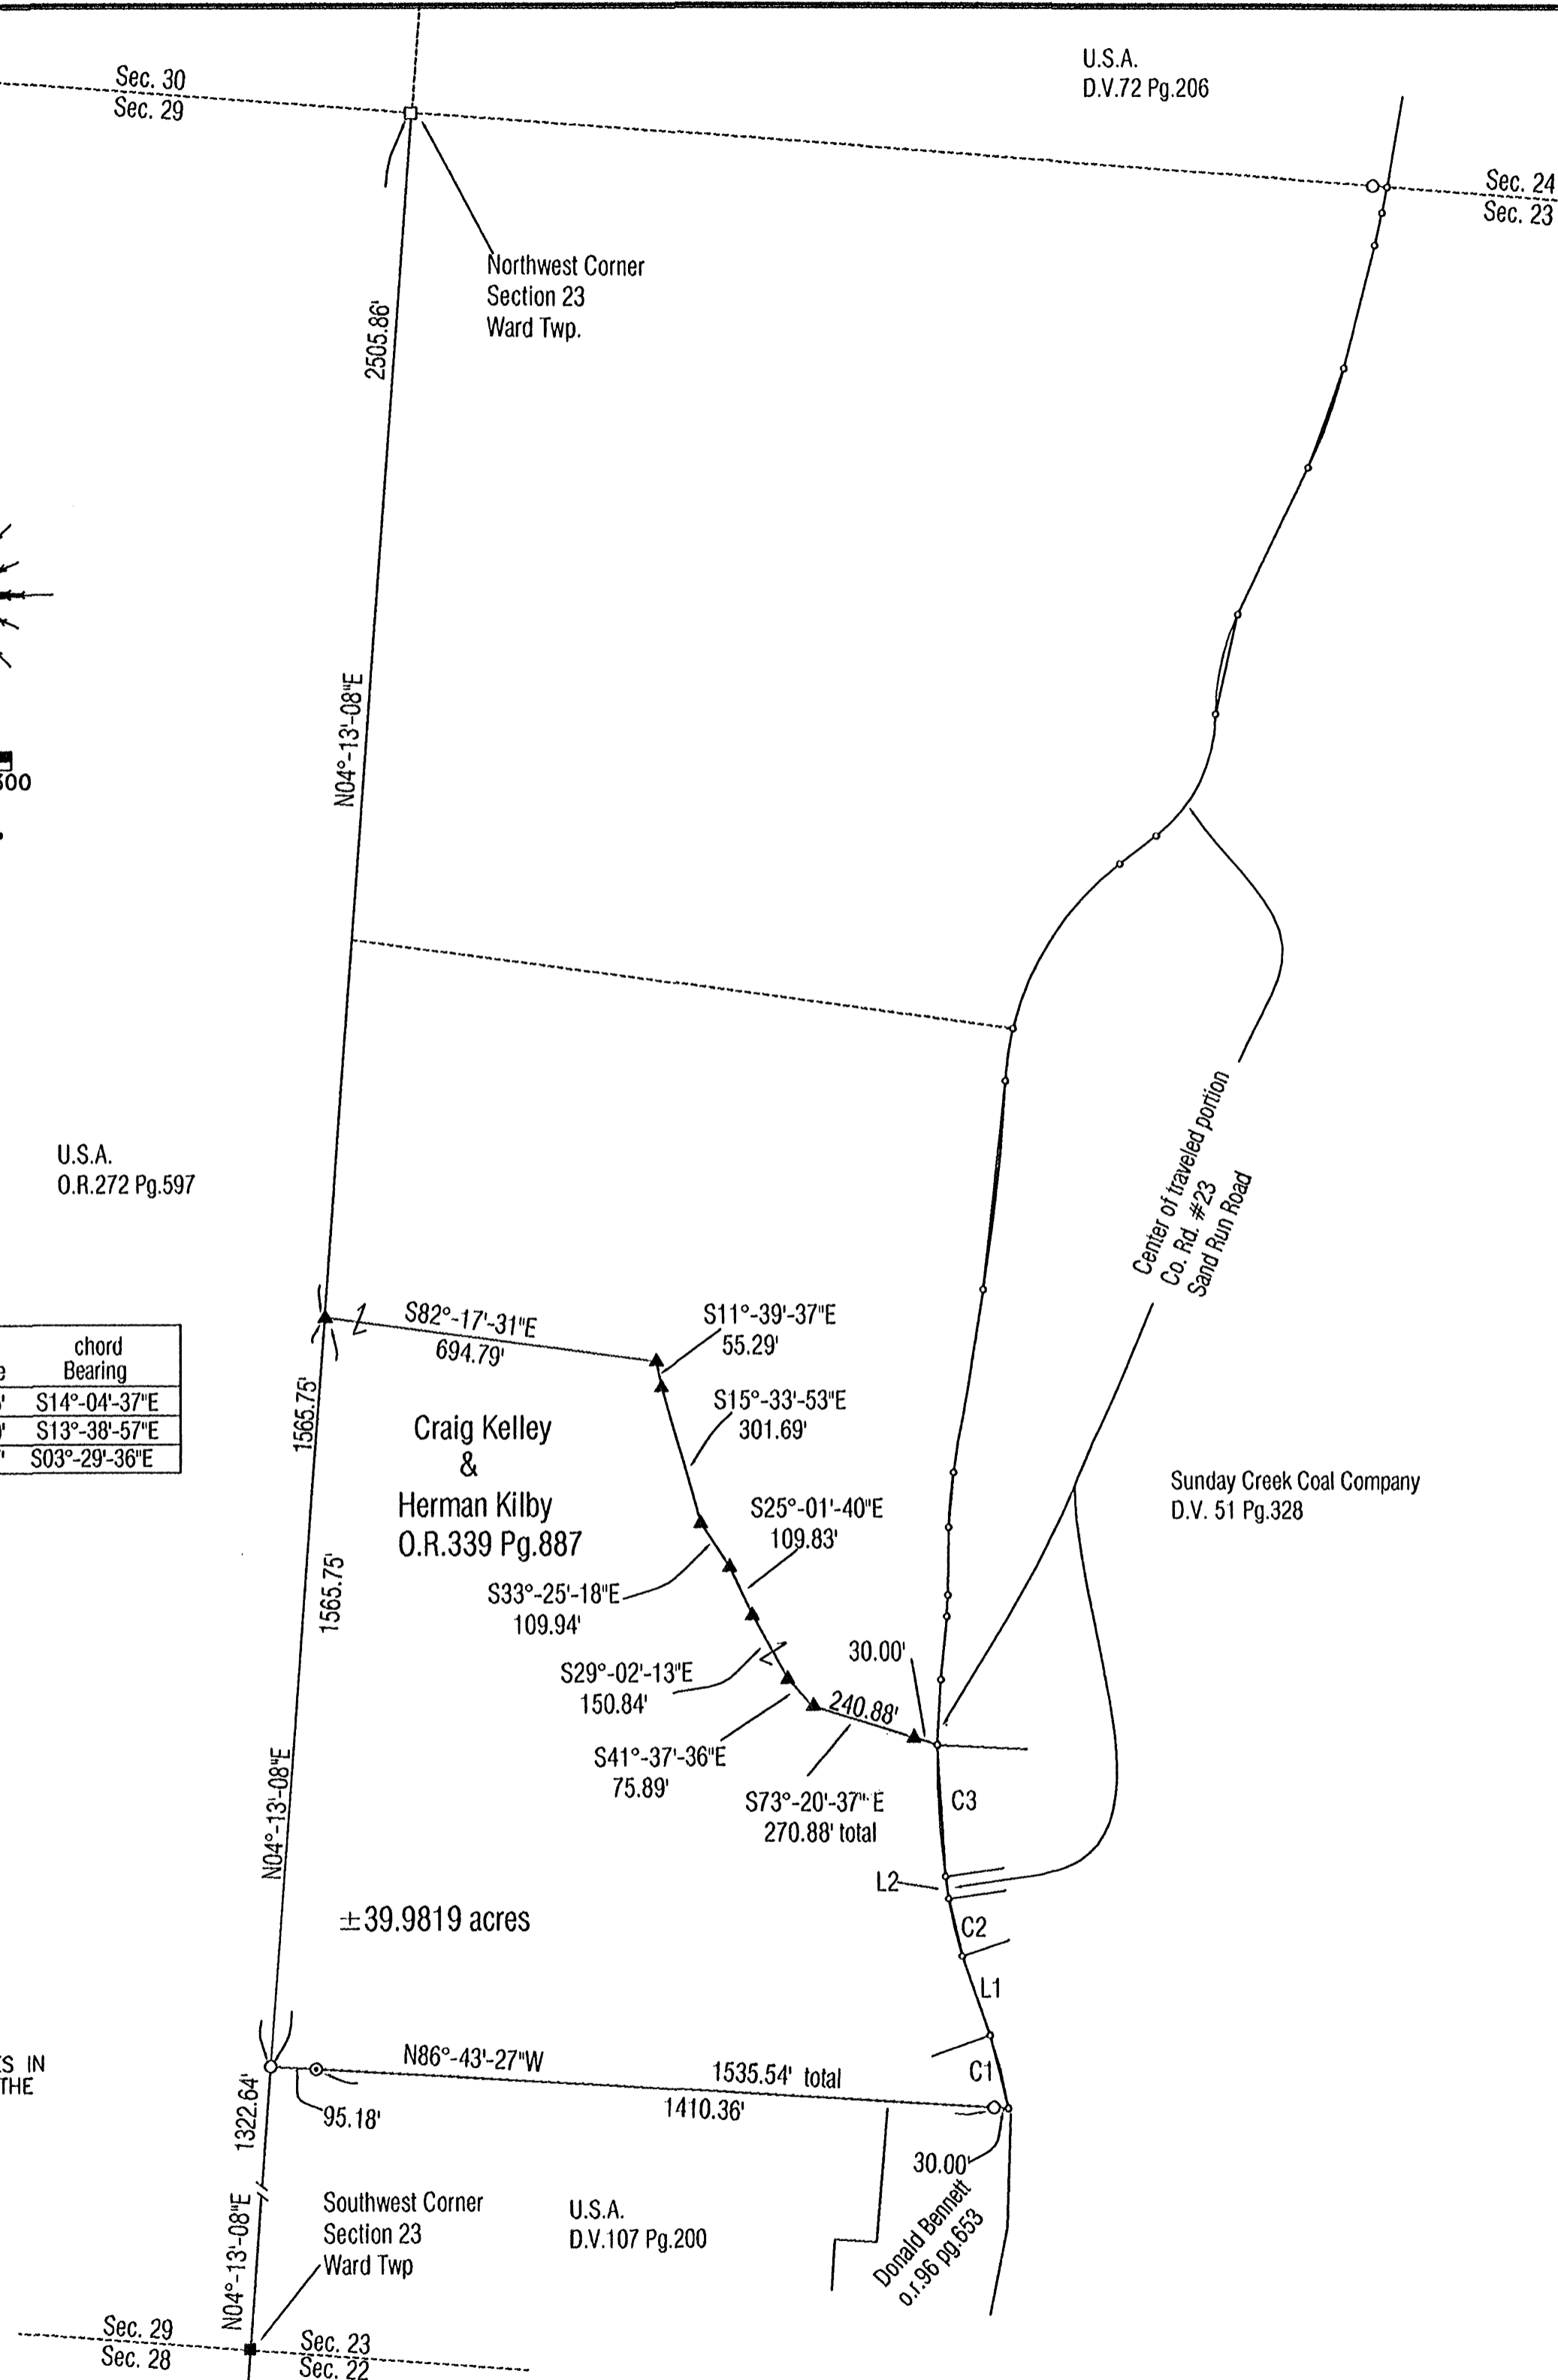 U.S.A.
D.V.72 Pg.206
Sec. 30
Sec. 29
Sec. 24
Sec. 23
Northwest Corner
Section 23
Ward Twp.
2505.86'
N04°-13'-08"E
U.S.A.
O.R.272 Pg.597
Center of traveled portion
Co. Rd. #23
Sand Run Road
S82°-17'-31"E
694.79'
S11°-39'-37"E
55.29'
chord
Bearing
S14°-04'-37"E
S13°-38'-57"E
S03°-29'-36"E
1565.75'
S15°-33'-53"E
301.69'
Craig Kelley
&
Herman Kilby
O.R.339 Pg.887
Sunday Creek Coal Company
D.V. 51 Pg.328
S25°-01'-40"E
109.83'
1565.75'
S33°-25'-18"E
109.94'
30.00'
S29°-02'-13"E
150.84'
240.88'
S41°-37'-36"E
75.89'
S73°-20'-37"E
270.88' total
N04°-13'-08"E
C3
L2
±39.9819 acres
C2
L1
IN
THE
N86°-43'-27"W
1535.54' total
C1
1322.64'
95.18'
1410.36'
30.00'
Donald Bennett
o.r.96 pg.653
N04°-13'-08"E
Southwest Corner
Section 23
Ward Twp
U.S.A.
D.V.107 Pg.200
Sec. 29
Sec. 28
Sec. 23
Sec. 22